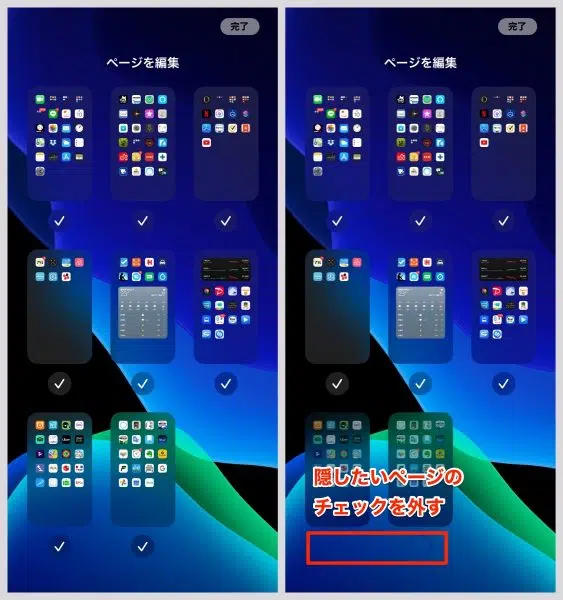 完了
ページを編集
完了
ページを編集
隠したいページの
チェックを外す